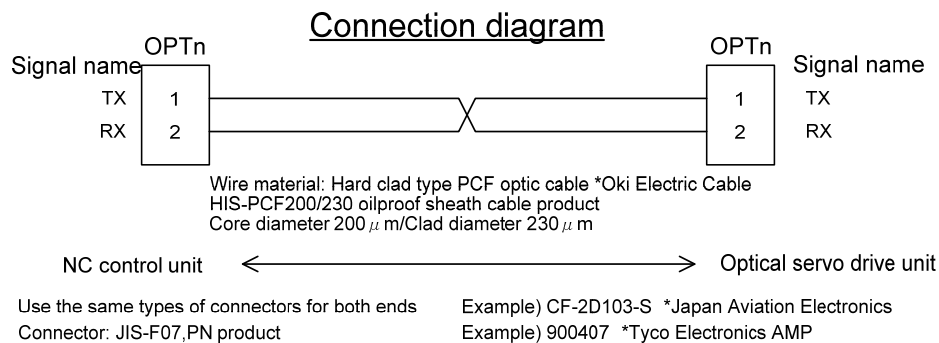 Connection diagram
OPTn OPTn
Signal name Signal name
TX 1 1 TX
RX 2 2 RX
Wire material: Hard clad type PCF optic cable *Oki Electric Cable
HIS-PCF200/230 oilproof sheath cable product
Core diameter 200μm/Clad diameter 230μm
NC control unit Optical servo drive unit
Use the same types of connectors for both ends Example) CF-2D103-S *Japan Aviation Electronics
Connector: JIS-F07,PN product Example) 900407 *Tyco Electronics AMP